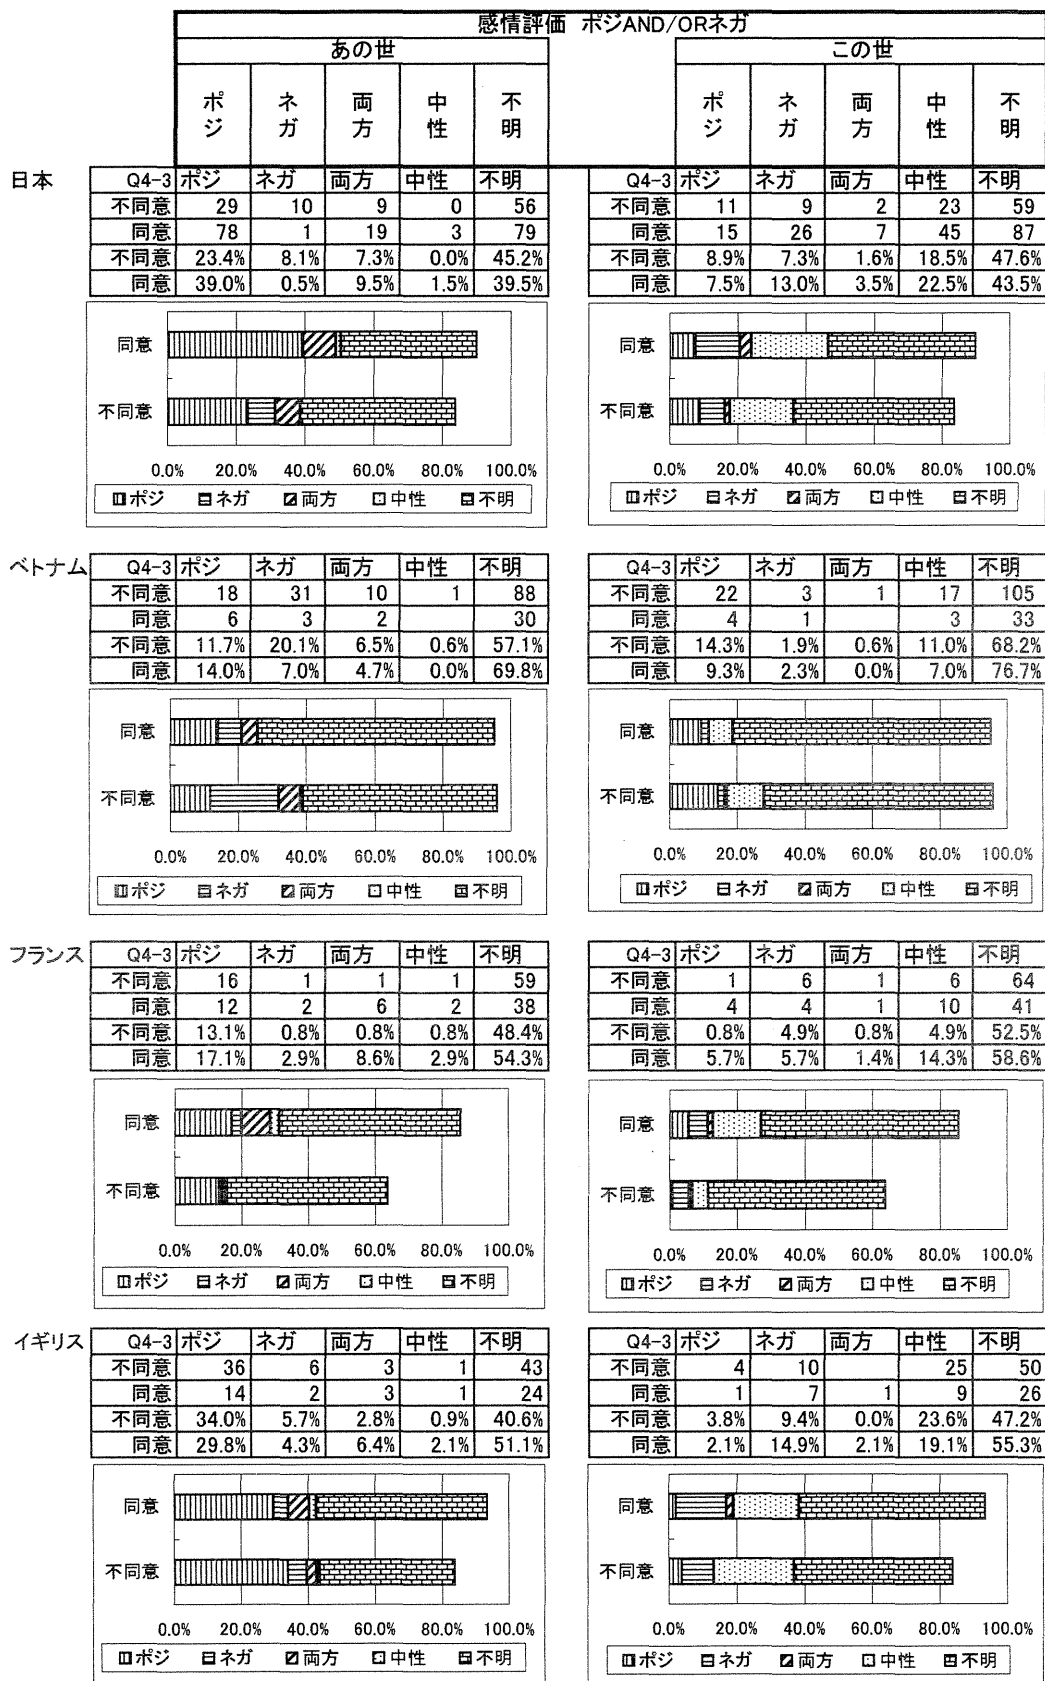 感情評価 ポジAND/ORネガ
あの世 この世
ポジ ネガ 両方 中性 不明 ポジ ネガ 両方 中性 不明
日本
Q4-3 ポジ ネガ 両方 中性 不明 Q4-3 ポジ ネガ 両方 中性 不明
不同意 29 10 9 0 56 不同意 11 9 2 23 59
同意 78 1 19 3 79 同意 15 26 7 45 87
不同意 23.4% 8.1% 7.3% 0.0% 45.2% 不同意 8.9% 7.3% 1.6% 18.5% 47.6%
同意 39.0% 0.5% 9.5% 1.5% 39.5% 同意 7.5% 13.0% 3.5% 22.5% 43.5%
同意 同意
不同意 不同意
0.0% 20.0% 40.0% 60.0% 80.0% 100.0% 0.0% 20.0% 40.0% 60.0% 80.0% 100.0%
ポジ ネガ 両方 中性 不明 ポジ ネガ 両方 中性 不明
ベトナム
Q4-3 ポジ ネガ 両方 中性 不明 Q4-3 ポジ ネガ 両方 中性 不明
不同意 18 31 10 1 88 不同意 22 3 1 17 105
同意 6 3 2 30 同意 4 1 3 33
不同意 11.7% 20.1% 6.5% 0.6% 57.1% 不同意 14.3% 1.9% 0.6% 11.0% 68.2%
同意 14.0% 7.0% 4.7% 0.0% 69.8% 同意 9.3% 2.3% 0.0% 7.0% 76.7%
同意 同意
不同意 不同意
0.0% 20.0% 40.0% 60.0% 80.0% 100.0% 0.0% 20.0% 40.0% 60.0% 80.0% 100.0%
ポジ ネガ 両方 中性 不明 ポジ ネガ 両方 中性 不明
フランス
Q4-3 ポジ ネガ 両方 中性 不明 Q4-3 ポジ ネガ 両方 中性 不明
不同意 16 1 1 1 59 不同意 1 6 1 6 64
同意 12 2 6 2 38 同意 4 4 1 10 41
不同意 13.1% 0.8% 0.8% 0.8% 48.4% 不同意 0.8% 4.9% 0.8% 4.9% 52.5%
同意 17.1% 2.9% 8.6% 2.9% 54.3% 同意 5.7% 5.7% 1.4% 14.3% 58.6%
同意 同意
不同意 不同意
0.0% 20.0% 40.0% 60.0% 80.0% 100.0% 0.0% 20.0% 40.0% 60.0% 80.0% 100.0%
ポジ ネガ 両方 中性 不明 ポジ ネガ 両方 中性 不明
イギリス
Q4-3 ポジ ネガ 両方 中性 不明 Q4-3 ポジ ネガ 両方 中性 不明
不同意 36 6 3 1 43 不同意 4 10 25 50
同意 14 2 3 1 24 同意 1 7 1 9 26
不同意 34.0% 5.7% 2.8% 0.9% 40.6% 不同意 3.8% 9.4% 0.0% 23.6% 47.2%
同意 29.8% 4.3% 6.4% 2.1% 51.1% 同意 2.1% 14.9% 2.1% 19.1% 55.3%
同意 同意
不同意 不同意
0.0% 20.0% 40.0% 60.0% 80.0% 100.0% 0.0% 20.0% 40.0% 60.0% 80.0% 100.0%
ポジ ネガ 両方 中性 不明 ポジ ネガ 両方 中性 不明